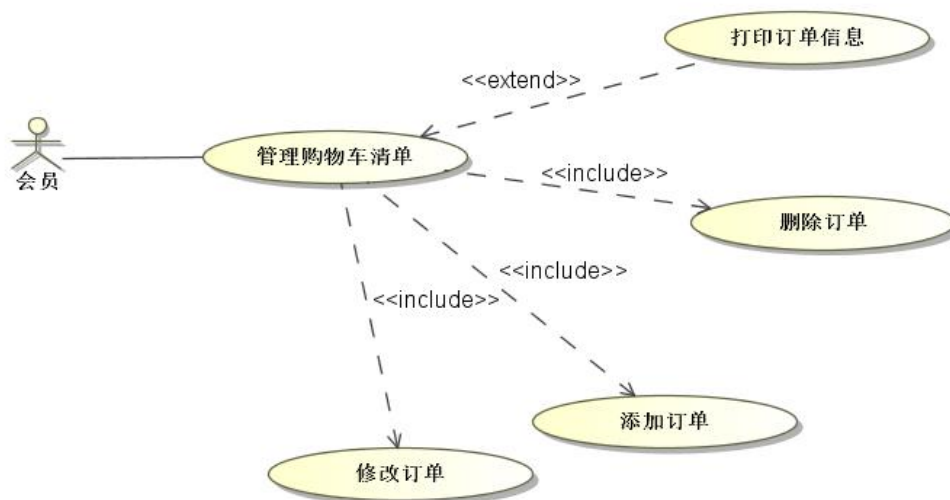 打印订单信息
<<extend>>
管理购物车清单
会员
<<include>>
删除订单
<<include>>
<<include>>
添加订单
修改订单